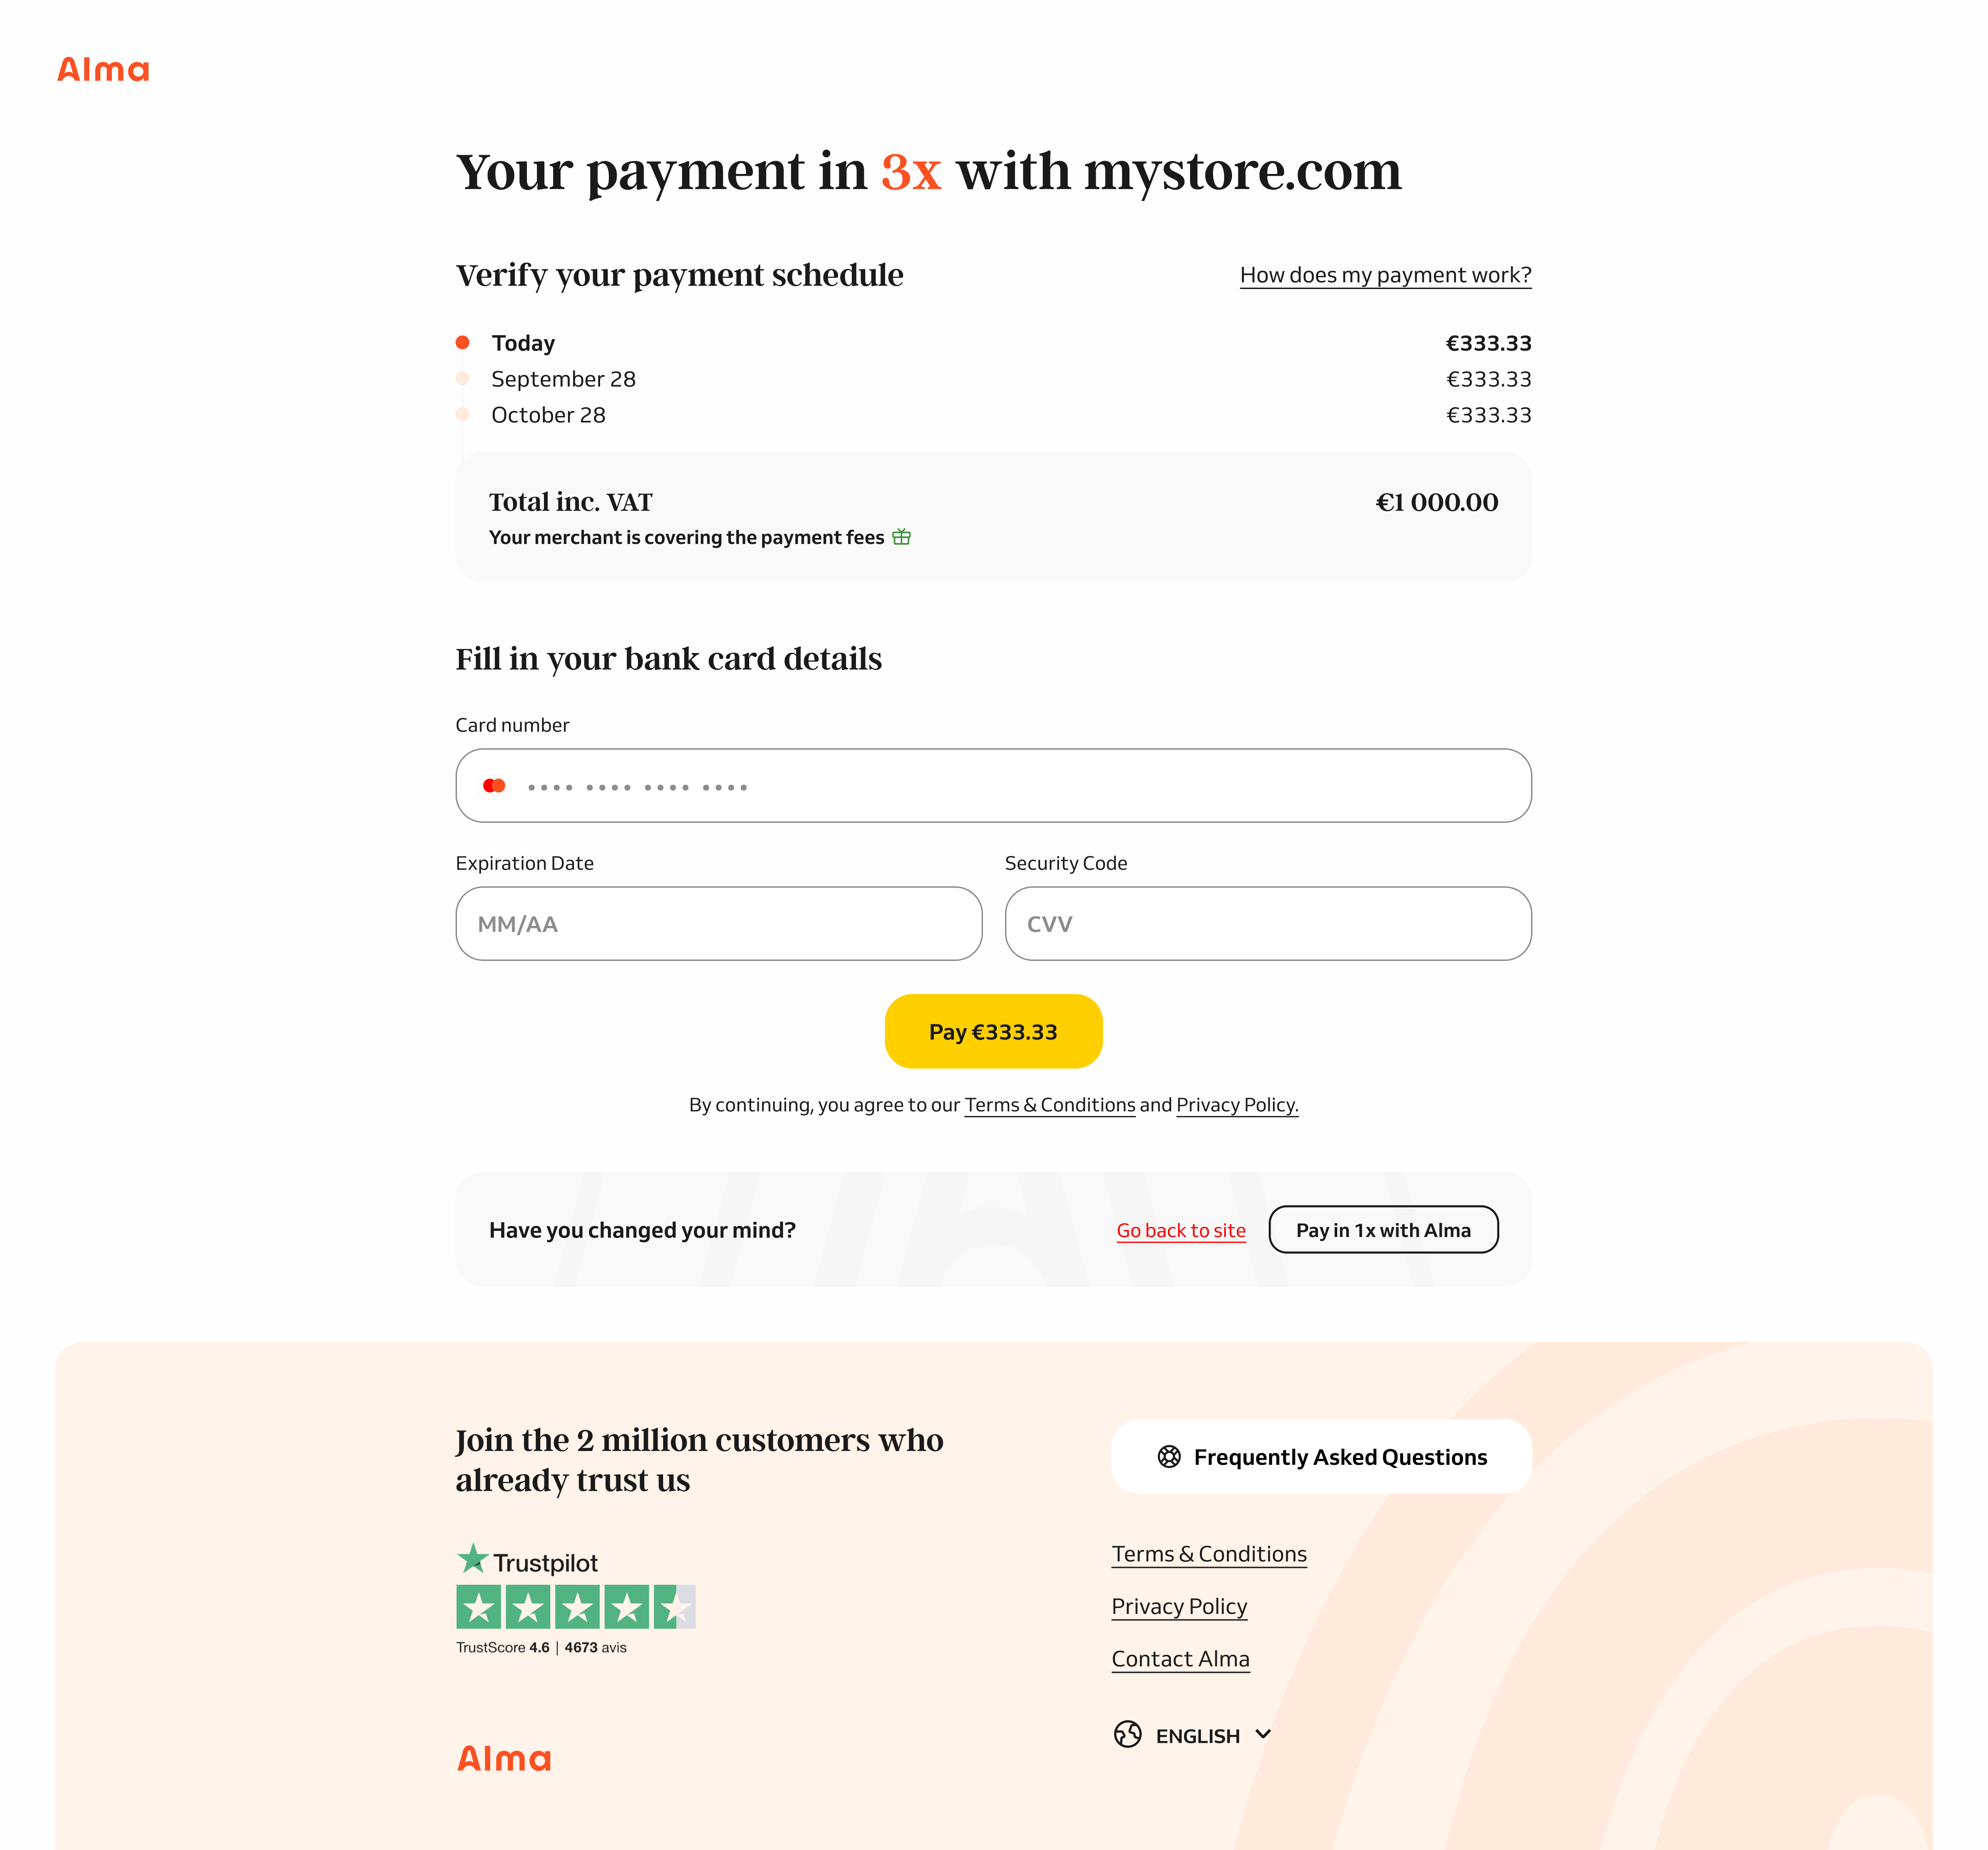 Alma
Your payment in 3x with mystore.com
Verify your payment schedule
How does my payment work?
Today
€333.33
September 28
€333.33
October 28
€333.33
Total inc. VAT
€1 000.00
Your merchant is covering the payment fees
Fill in your bank card details
Card number
•••• •••• •••• ••••
Expiration Date
Security Code
MM/AA
CVV
Pay €333.33
By continuing, you agree to our Terms & Conditions and Privacy Policy.
Have you changed your mind?
Go back to site
Pay in 1x with Alma
Join the 2 million customers who
already trust us
Trustpilot
TrustScore 4.6 | 4673 avis
Alma
Frequently Asked Questions
Terms & Conditions
Privacy Policy
Contact Alma
ENGLISH